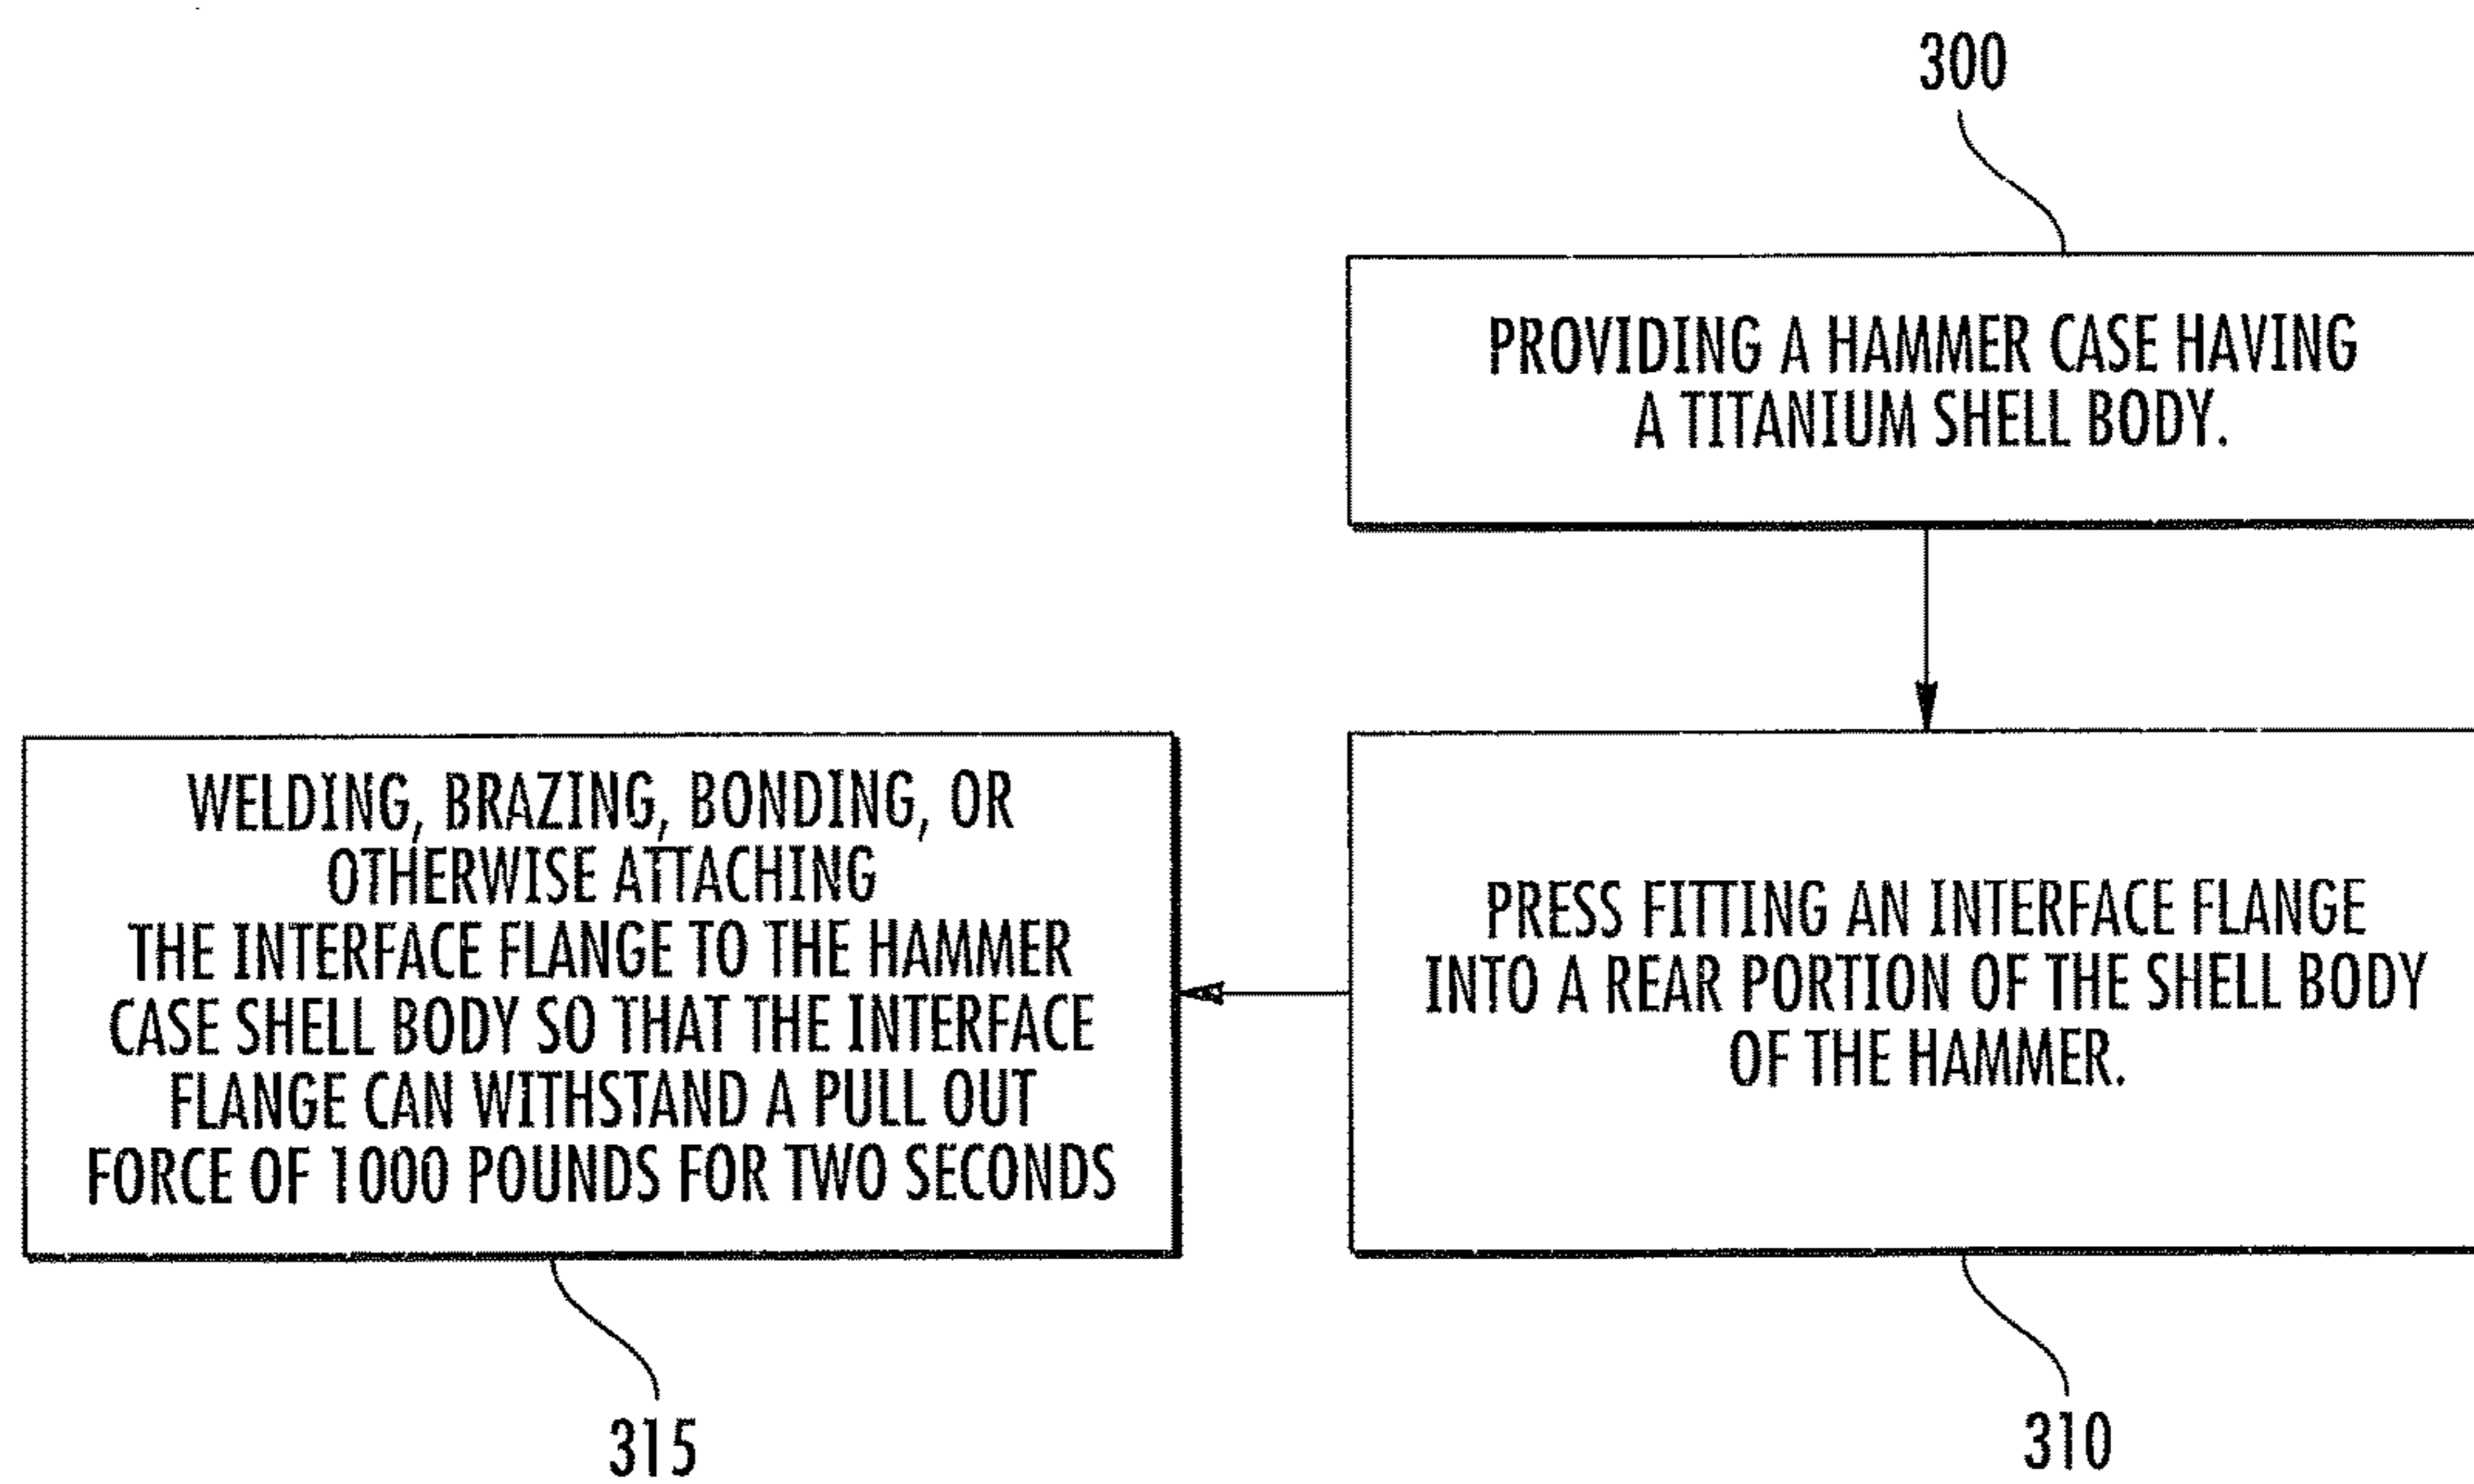 300
PROVIDING A HAMMER CASE HAVING
A TITANIUM SHELL BODY.
PRESS FITTING AN INTERFACE FLANGE
INTO A REAR PORTION OF THE SHELL BODY
OF THE HAMMER.
310
WELDING, BRAZING, BONDING, OR
OTHERWISE ATTACHING
THE INTERFACE FLANGE TO THE HAMMER
CASE SHELL BODY SO THAT THE INTERFACE
FLANGE CAN WITHSTAND A PULL OUT
FORCE OF 1000 POUNDS FOR TWO SECONDS
315